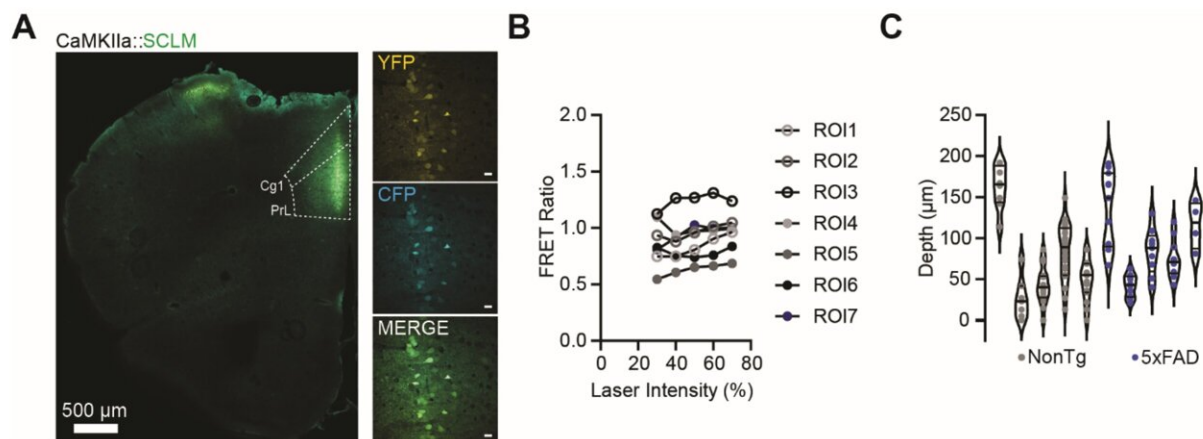 A
CaMKIIa::SCLM
Cg1
PrL
500 µm
YFP
CFP
MERGE
B
FRET Ratio
2.0
1.5
1.0
0.5
0.0
0 20 40 60 80
Laser Intensity (%)
ROI1
ROI2
ROI3
ROI4
ROI5
ROI6
ROI7
C
Depth (µm)
250
200
150
100
50
0
NonTg
5xFAD